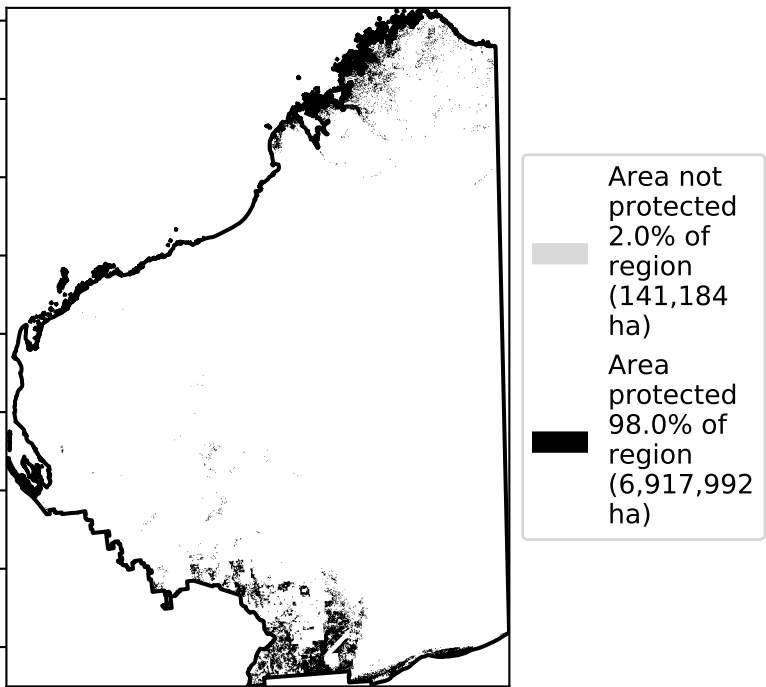 Area not
protected
2.0% of
region
(141,184
ha)
Area
protected
98.0% of
region
(6,917,992
ha)